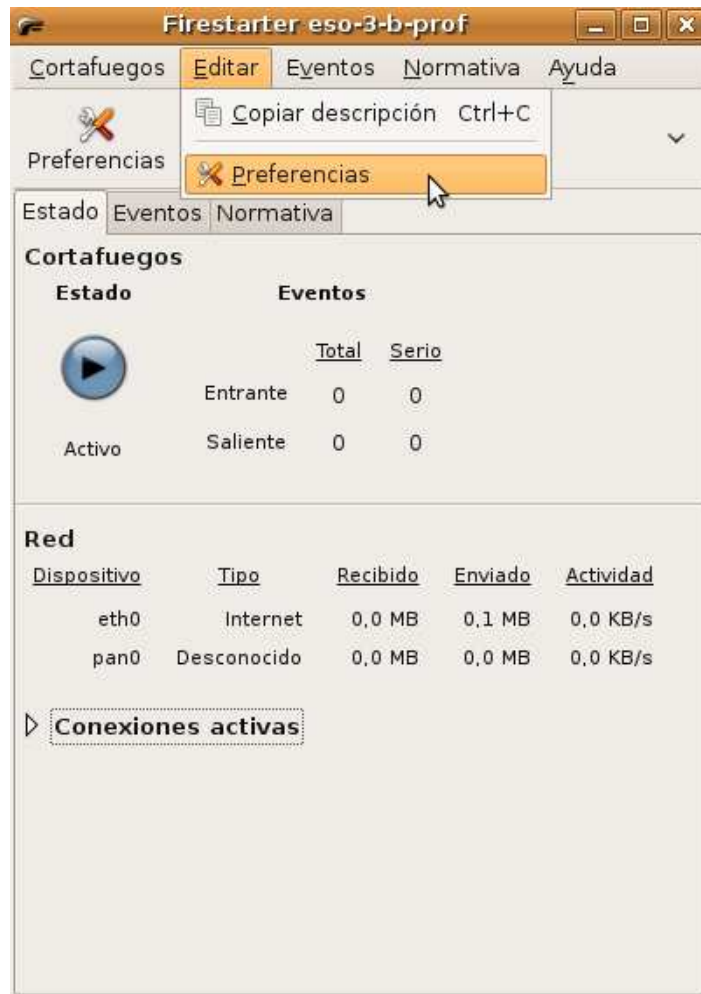 Firestarter eso-3-b-prof
Cortafuegos Editar Eventos Normativa Ayuda
Copiar descripción Ctrl+C
Preferencias
Preferencias
Estado Eventos Normativa
Cortafuegos
Estado Eventos
Total Serio
Entrante 0 0
Activo Saliente 0 0
Red
Dispositivo Tipo Recibido Enviado Actividad
eth0 Internet 0,0 MB 0,1 MB 0,0 KB/s
pan0 Desconocido 0,0 MB 0,0 MB 0,0 KB/s
Conexiones activas